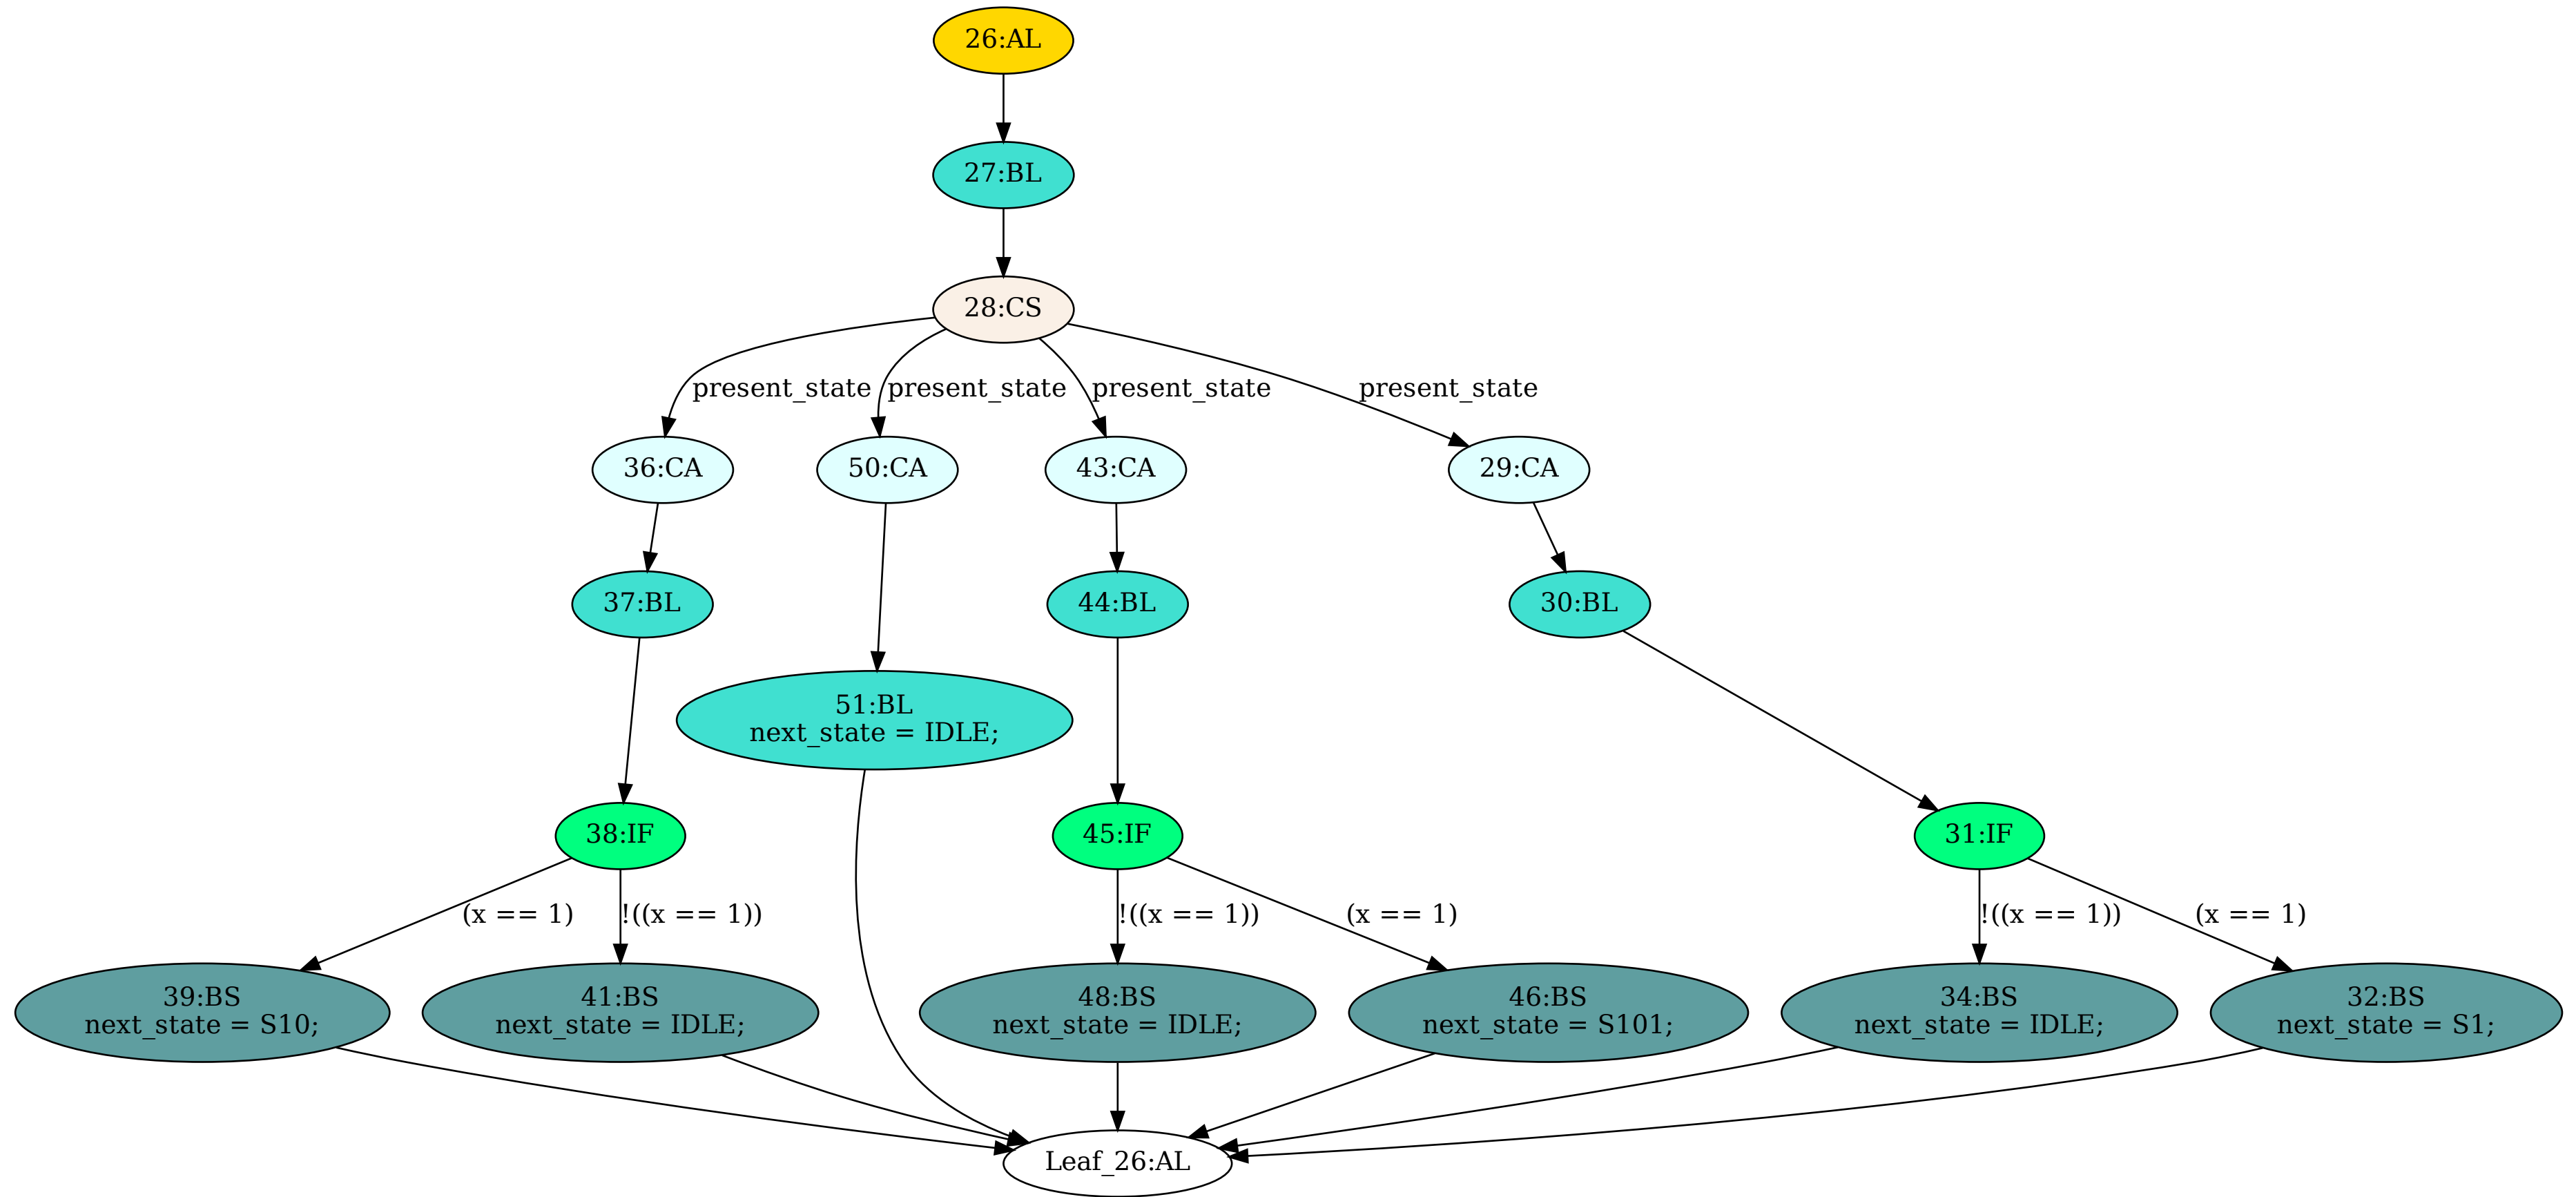 26:AL
27:BL
28:CS
present_state
present_state
present_state
present_state
36:CA
50:CA
43:CA
29:CA
37:BL
44:BL
30:BL
51:BL
next_state = IDLE;
38:IF
45:IF
31:IF
(x == 1)
!((x == 1))
!((x == 1))
(x == 1)
!((x == 1))
(x == 1)
39:BS
next_state = S10;
41:BS
next_state = IDLE;
48:BS
next_state = IDLE;
46:BS
next_state = S101;
34:BS
next_state = IDLE;
32:BS
next_state = S1;
Leaf_26:AL